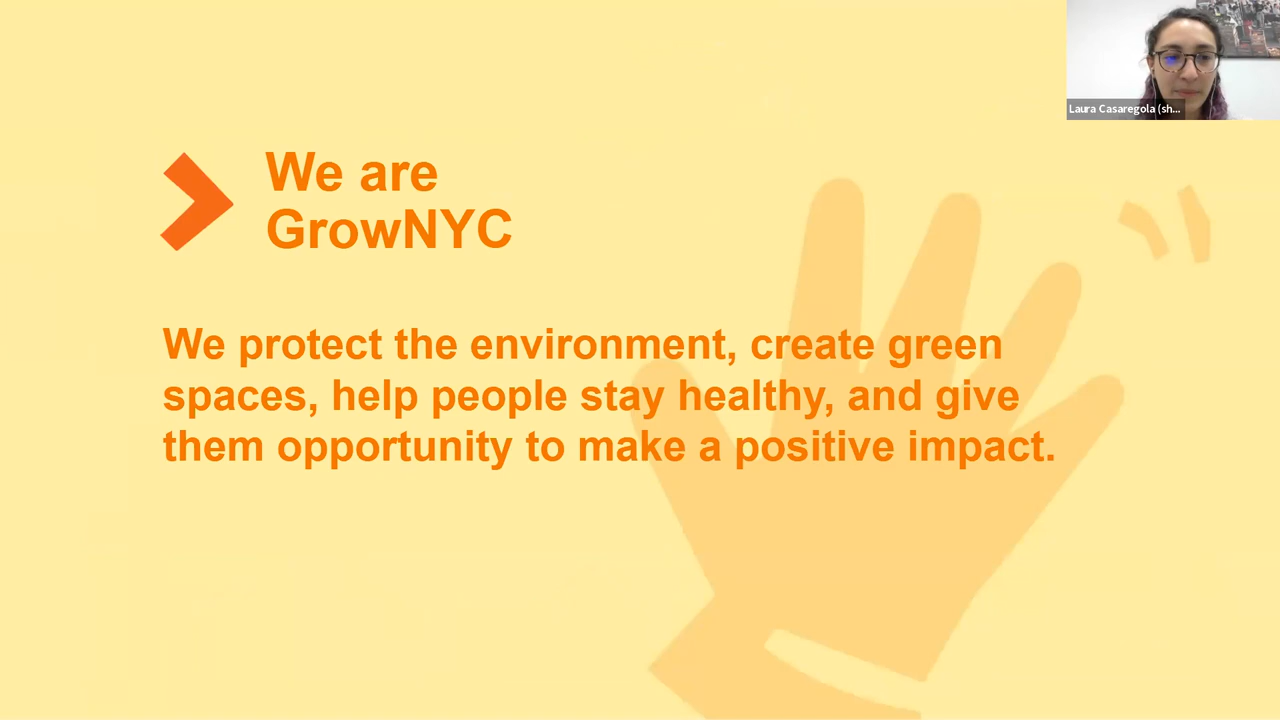 Laura Casaregola (sh...
We are
GrowNYC
We protect the environment, create green
spaces, help people stay healthy, and give
them opportunity to make a positive impact.